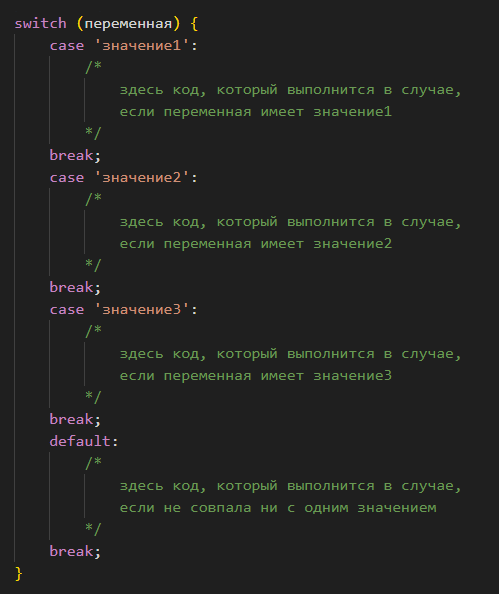 switch (переменная) {
case 'значение1':
/*
здесь код, который выполнится в случае,
если переменная имеет значение1
*/
break;
case 'значение2':
/*
здесь код, который выполнится в случае,
если переменная имеет значение2
*/
break;
case 'значение3':
/*
здесь код, который выполнится в случае,
если переменная имеет значение3
*/
break;
default:
/*
здесь код, который выполнится в случае,
если не совпала ни с одним значением
*/
break;
}